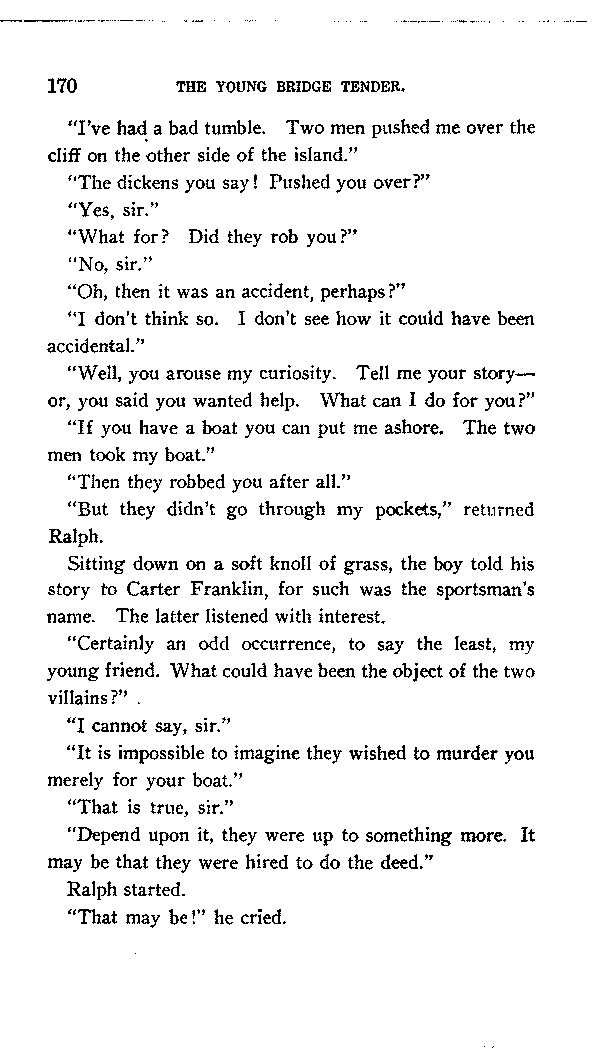 170 THE YOUNG BRIDGE TENDER.
"I've had a bad tumble. Two men pushed me over the
cliff on the other side of the island."
"The dickens you say! Pushed you over?"
"Yes, sir."
"What for? Did they rob you?"
"No, sir."
"Oh, then it was an accident, perhaps?"
"I don't think so. I don't see how it could have been
accidental."
"Well, you arouse my curiosity. Tell me your story—
or, you said you wanted help. What can I do for you?"
"If you have a boat you can put me ashore. The two
men took my boat."
"Then they robbed you after all."
"But they didn't go through my pockets," returned
Ralph.
Sitting down on a soft knoll of grass, the boy told his
story to Carter Franklin, for such was the sportsman's
name. The latter listened with interest.
"Certainly an odd occurrence, to say the least, my
young friend. What could have been the object of the two
villains?"
"I cannot say, sir."
"It is impossible to imagine they wished to murder you
merely for your boat."
"That is true, sir."
"Depend upon it, they were up to something more. It
may be that they were hired to do the deed."
Ralph started.
"That may be!" he cried.